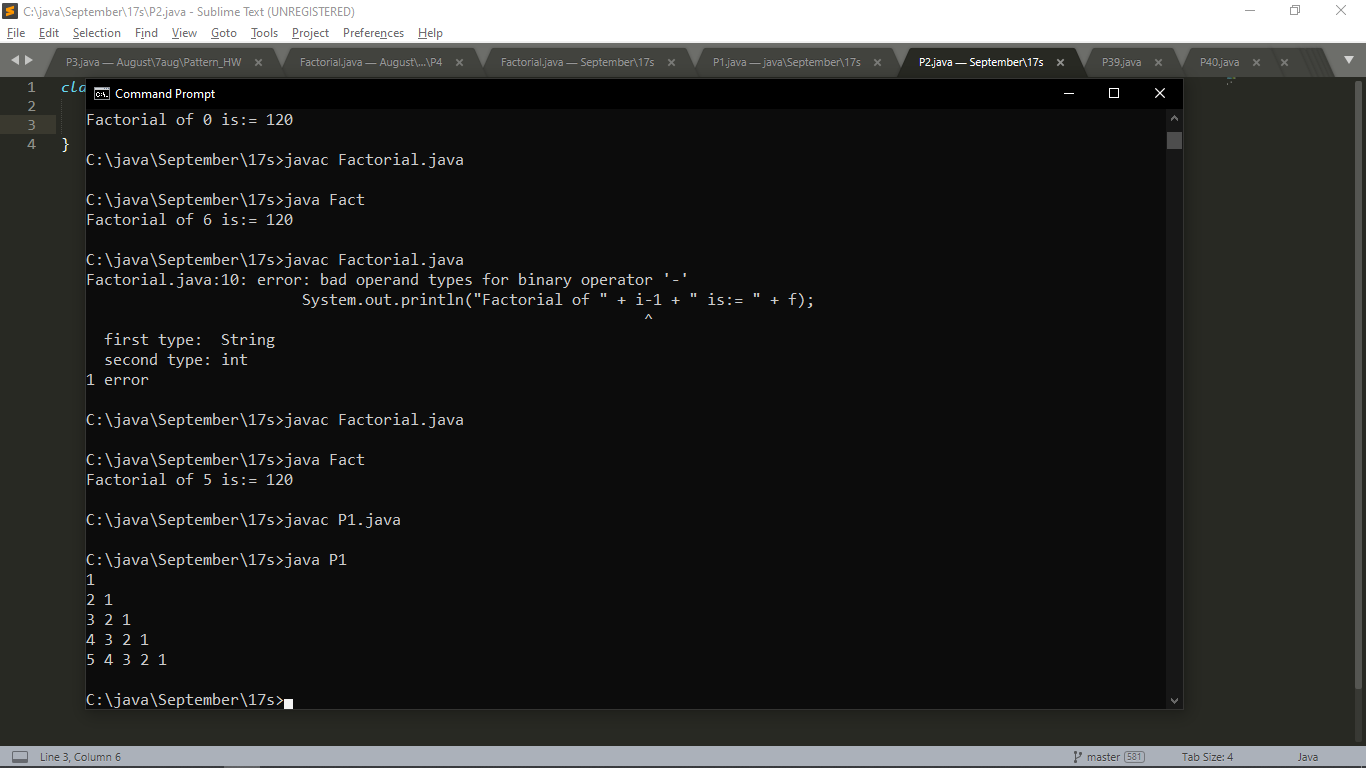 C:\java\September\17s\P2.java - Sublime Text (UNREGISTERED)
File Edit Selection Find View Goto Tools Project Preferences Help
P3.java — August\7aug\Pattern_HW Factorial.java — August\...\P4 Factorial.java — September\17s P1.java — java\September\17s P2.java — September\17s P39.java P40.java
1 cla
2
3
4 }
Command Prompt
Factorial of 0 is:= 120
C:\java\September\17s>javac Factorial.java
C:\java\September\17s>java Fact
Factorial of 6 is:= 120
C:\java\September\17s>javac Factorial.java
Factorial.java:10: error: bad operand types for binary operator '-'
System.out.println("Factorial of " + i-1 + " is:= " + f);
^
first type:  String
second type: int
1 error
C:\java\September\17s>javac Factorial.java
C:\java\September\17s>java Fact
Factorial of 5 is:= 120
C:\java\September\17s>javac P1.java
C:\java\September\17s>java P1
1
2 1
3 2 1
4 3 2 1
5 4 3 2 1
C:\java\September\17s>
Line 3, Column 6 master 581 Tab Size: 4 Java